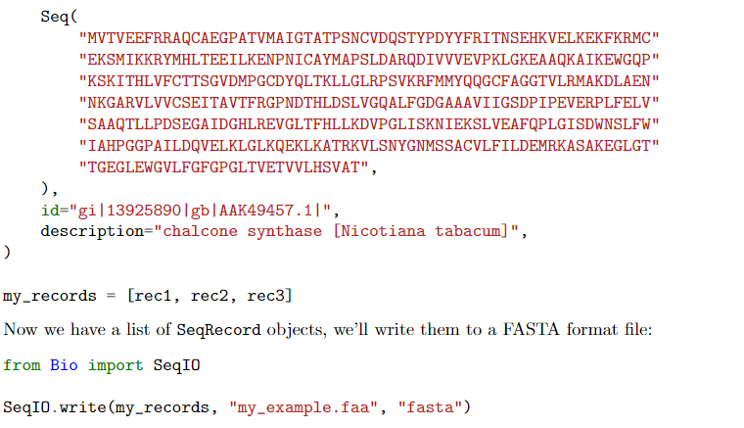 Seq(
"MVTVEEFRRAQCAEGPATVMAIGTATPSNCVDQSTYPDYYFRITNSEHKVELKEKFKRMC"
"EKSMIKKRYMHLTEEILKENPNICAYMAPSLDARQDIVVVEVPKLGKEAAQKAIKEWGQP"
"KSKITHLVFCTTSGVDMPGCDYQLTKLLGLRPSVKRFMMYQQGCFAGGTVLRMAKDLAEN"
"NKGARVLVVCSEITAVTFRGPNDTHLDSLVGQALFGDGAAAVIIGSDPIPEVERPLFELV"
"SAAQTLLPDSEGAIDGHLREVGLTFHLLKDVPGLISKNIEKSLVEAFQPLGISDWNSLFW"
"IAHPGGPAILDQVELKLGLKQEKLKATRKVLSNYGNMSSACVLFILDEMRKASAKEGLGT"
"TGEGLEWGVLFGFGPGLTVETVVLHSVAT",
),
id="gi|13925890|gb|AAK49457.1|",
description="chalcone synthase [Nicotiana tabacum]",
)
my_records = [rec1, rec2, rec3]
Now we have a list of SeqRecord objects, we'll write them to a FASTA format file:
from Bio import SeqIO
SeqIO.write(my_records, "my_example.faa", "fasta")